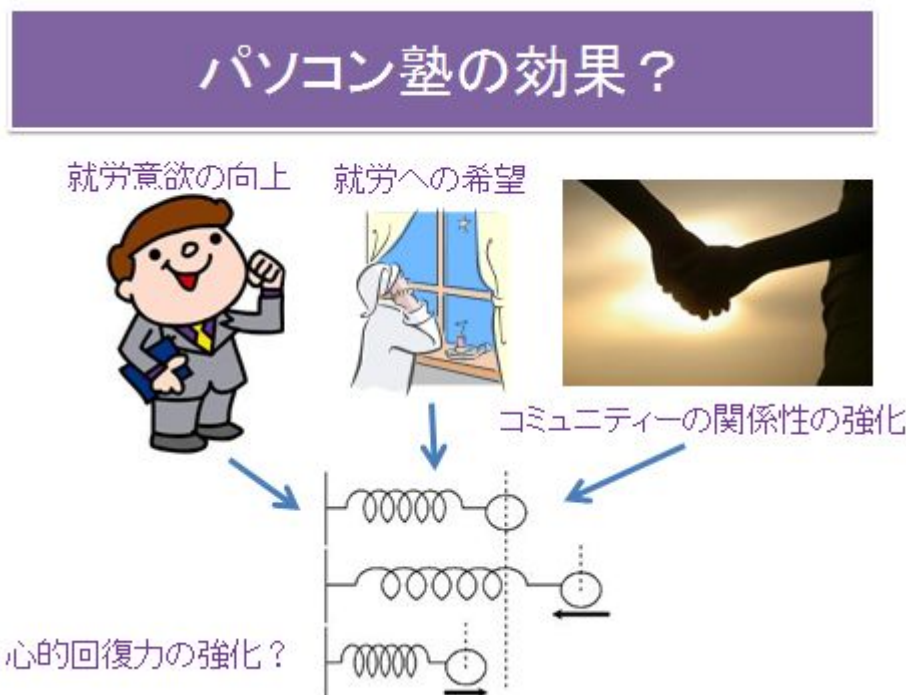 パソコン塾の効果？
就労意欲の向上
就労への希望
コミュニティーの関係性の強化
心的回復力の強化？